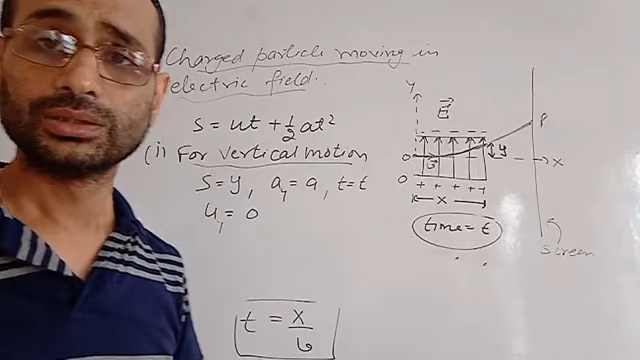 Charged particle moving in
electric field.
S = ut + 1/2 at²
(i) For vertical motion
S = y, a_y = a, t = t
u_y = 0
t = x/v
Y
E⃗
- - - - - -
P
O
v⃗
y
X
O
+ + + + +
x
time = t
Screen